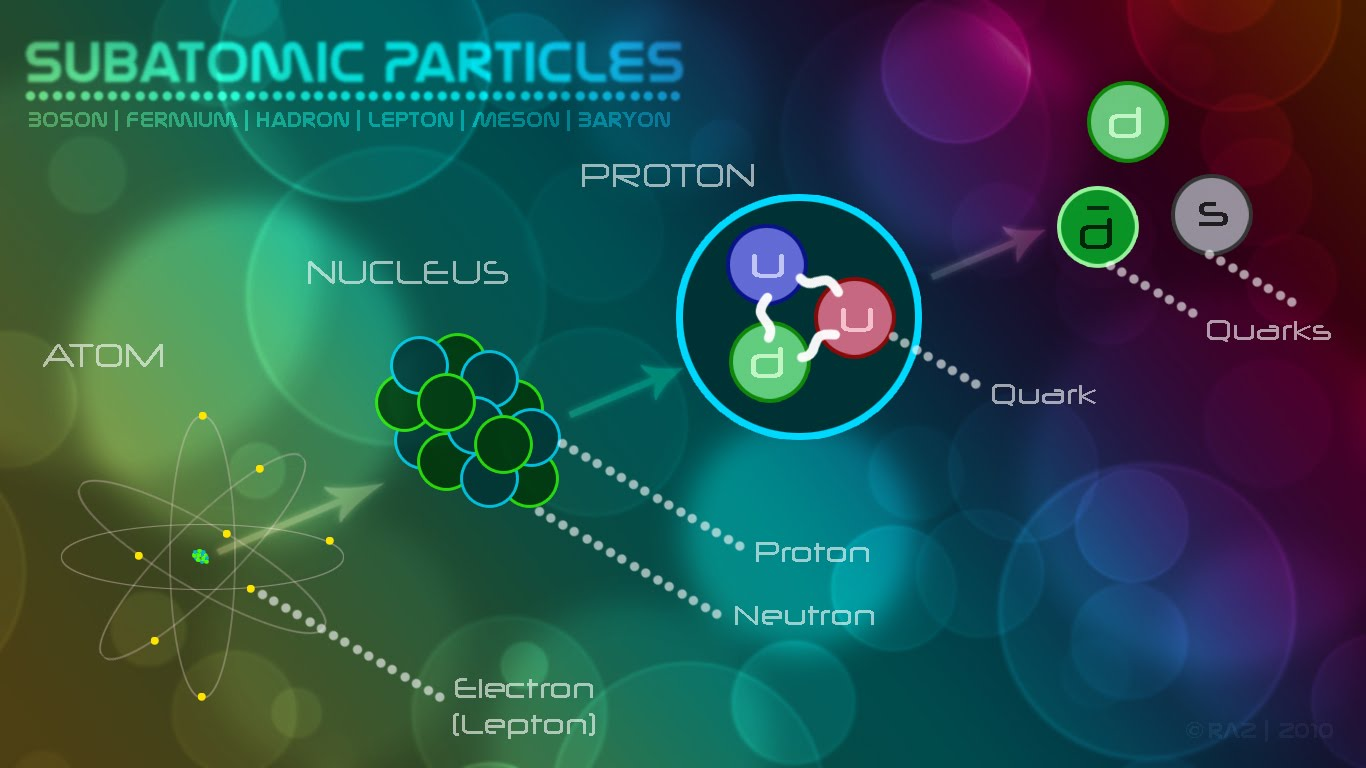 SUBATOMIC PARTICLES
BOSON | FERMIUM | HADRON | LEPTON | MESON | BARYON
PROTON
NUCLEUS
ATOM
d
d̄
s
u
u
d
Quarks
Quark
Proton
Neutron
Electron
(Lepton)
©RAZ | 2010